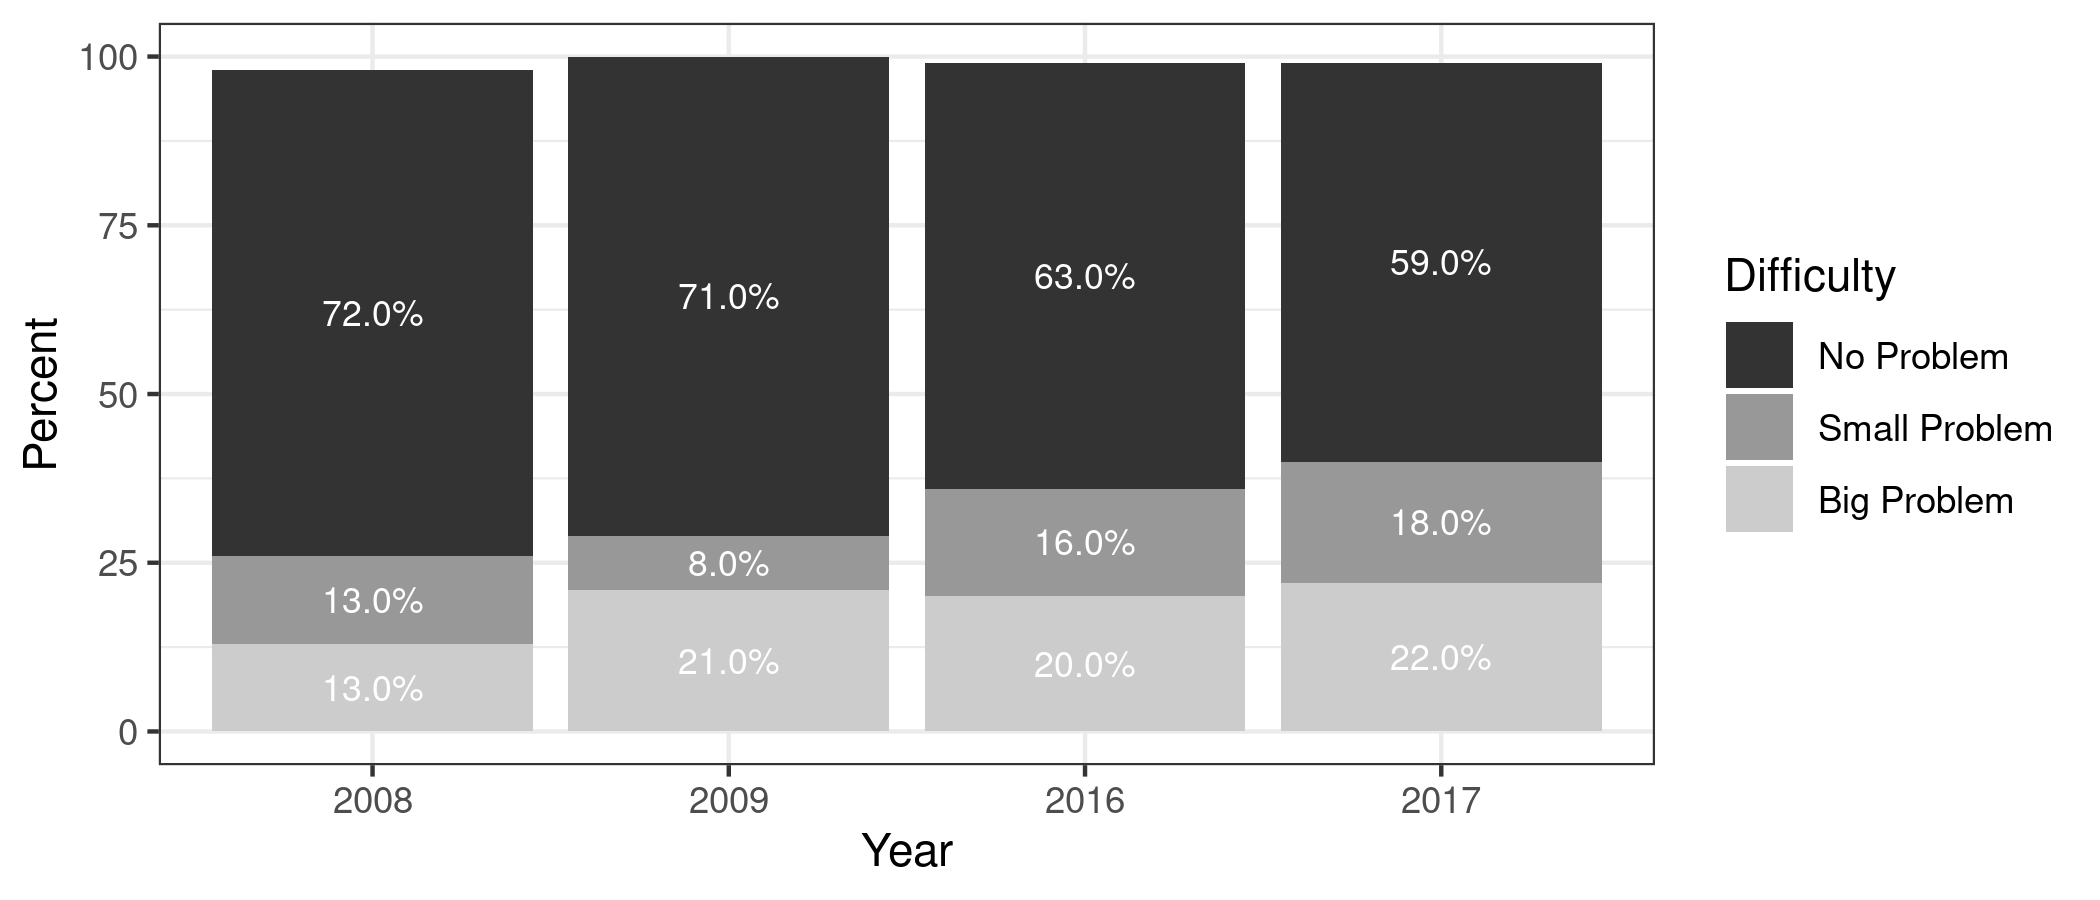 100
75
50
25
0
Percent
72.0%
71.0%
63.0%
59.0%
13.0%
8.0%
16.0%
18.0%
13.0%
21.0%
20.0%
22.0%
2008 2009 2016 2017
Year
Difficulty
No Problem
Small Problem
Big Problem